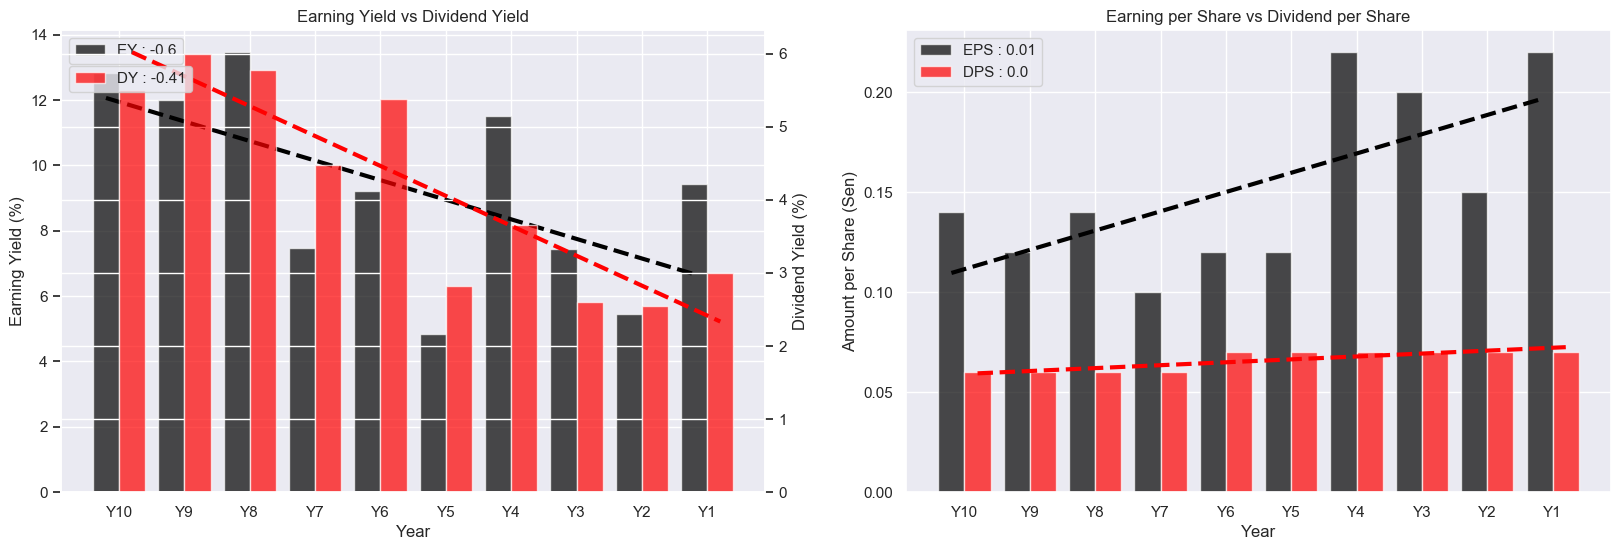 Earning Yield vs Dividend Yield
EY : -0.6
DY : -0.41
14
12
10
8
6
4
2
0
Earning Yield (%)
6
5
4
3
2
1
0
Dividend Yield (%)
Y10 Y9 Y8 Y7 Y6 Y5 Y4 Y3 Y2 Y1
Year
Earning per Share vs Dividend per Share
EPS : 0.01
DPS : 0.0
0.20
0.15
0.10
0.05
0.00
Amount per Share (Sen)
Y10 Y9 Y8 Y7 Y6 Y5 Y4 Y3 Y2 Y1
Year